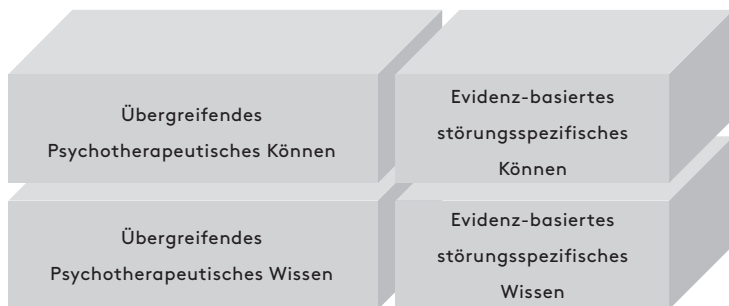 Übergreifendes
Psychotherapeutisches Können
Evidenz-basiertes
störungsspezifisches
Können
Übergreifendes
Psychotherapeutisches Wissen
Evidenz-basiertes
störungsspezifisches
Wissen